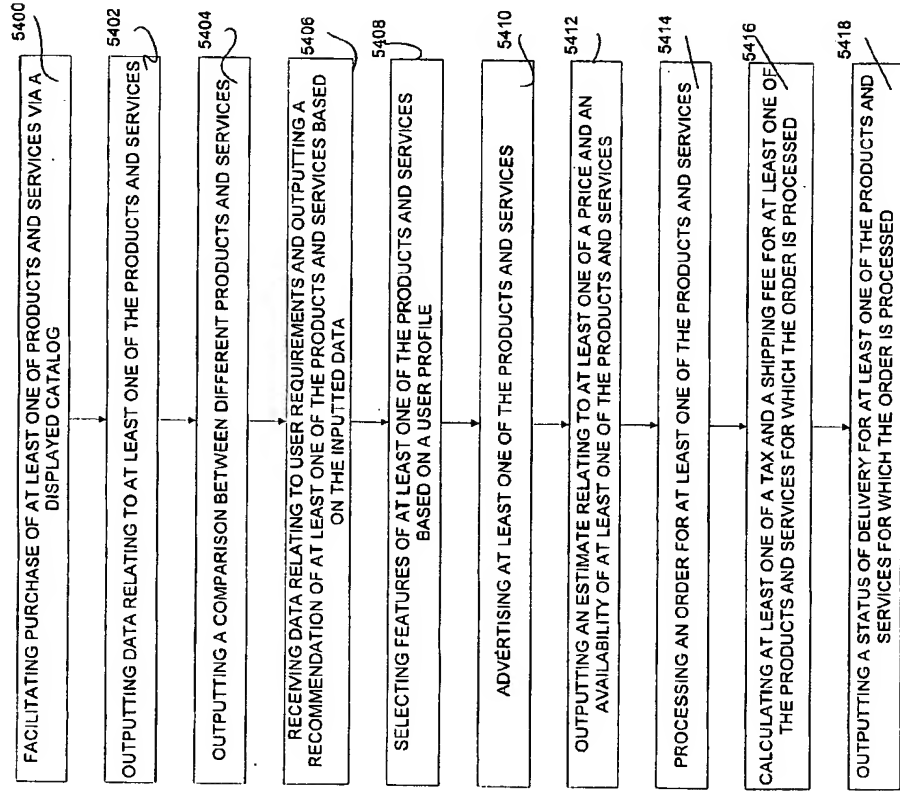 5400
FACILITATING PURCHASE OF AT LEAST ONE OF PRODUCTS AND SERVICES VIA A
DISPLAYED CATALOG
5402
OUTPUTTING DATA RELATING TO AT LEAST ONE OF THE PRODUCTS AND SERVICES
5404
OUTPUTTING A COMPARISON BETWEEN DIFFERENT PRODUCTS AND SERVICES
5406
RECEIVING DATA RELATING TO USER REQUIREMENTS AND OUTPUTTING A
RECOMMENDATION OF AT LEAST ONE OF THE PRODUCTS AND SERVICES BASED
ON THE INPUTTED DATA
5408
SELECTING FEATURES OF AT LEAST ONE OF THE PRODUCTS AND SERVICES
BASED ON A USER PROFILE
5410
ADVERTISING AT LEAST ONE OF THE PRODUCTS AND SERVICES
5412
OUTPUTTING AN ESTIMATE RELATING TO AT LEAST ONE OF A PRICE AND AN
AVAILABILITY OF AT LEAST ONE OF THE PRODUCTS AND SERVICES
5414
PROCESSING AN ORDER FOR AT LEAST ONE OF THE PRODUCTS AND SERVICES
5416
CALCULATING AT LEAST ONE OF A TAX AND A SHIPPING FEE FOR AT LEAST ONE OF
THE PRODUCTS AND SERVICES FOR WHICH THE ORDER IS PROCESSED
5418
OUTPUTTING A STATUS OF DELIVERY FOR AT LEAST ONE OF THE PRODUCTS AND
SERVICES FOR WHICH THE ORDER IS PROCESSED